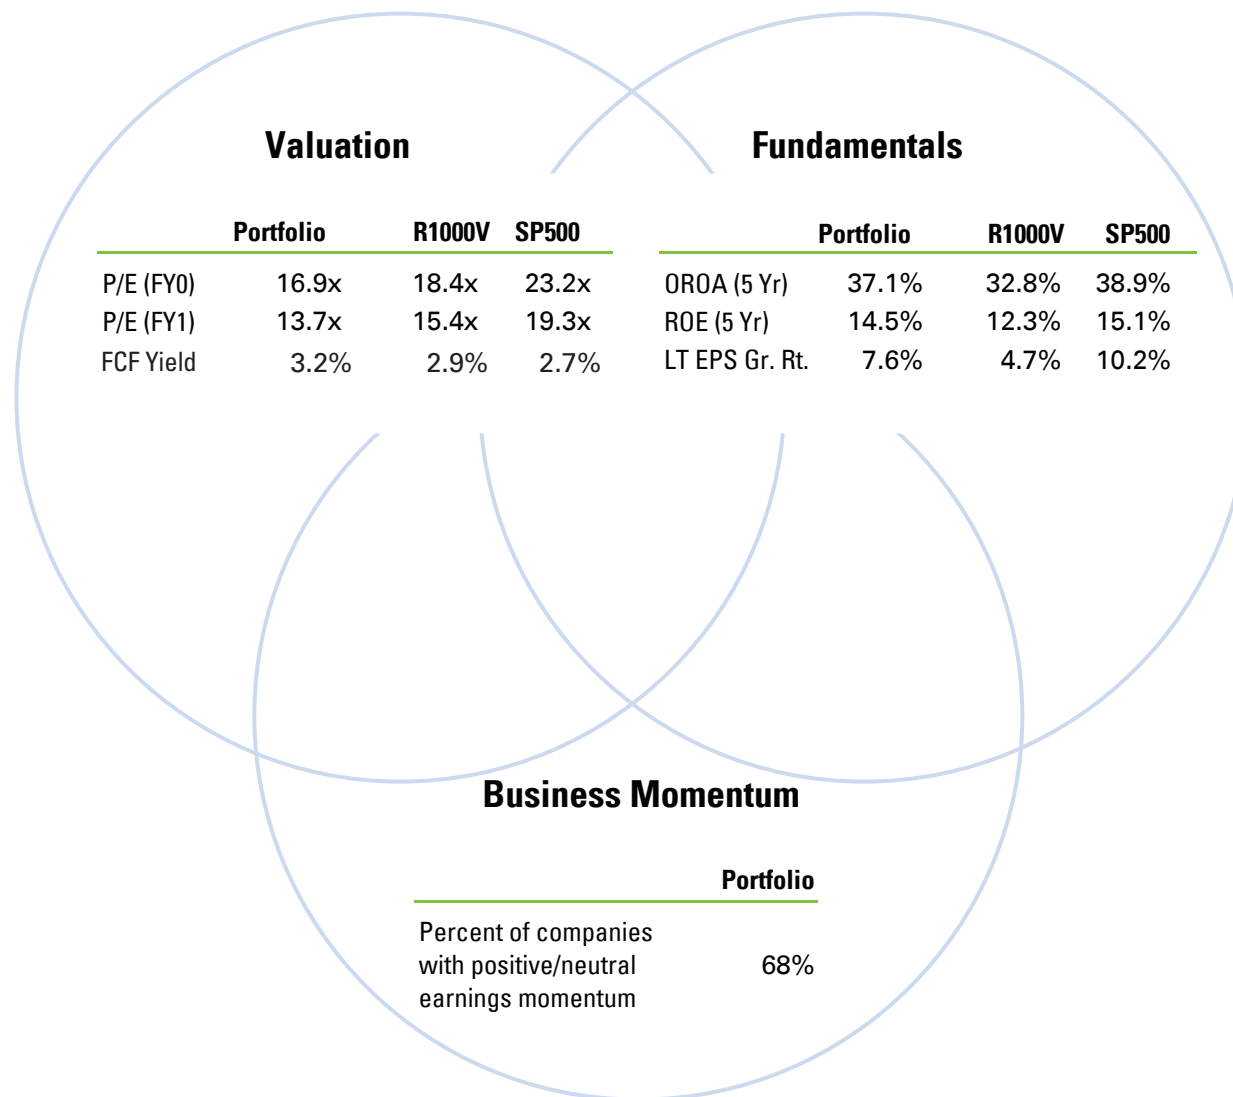 Valuation
Portfolio R1000V SP500
P/E (FY0) 16.9x 18.4x 23.2x
P/E (FY1) 13.7x 15.4x 19.3x
FCF Yield 3.2% 2.9% 2.7%
Fundamentals
Portfolio R1000V SP500
OROA (5 Yr) 37.1% 32.8% 38.9%
ROE (5 Yr) 14.5% 12.3% 15.1%
LT EPS Gr. Rt. 7.6% 4.7% 10.2%
Business Momentum
Portfolio
Percent of companies
with positive/neutral 68%
earnings momentum